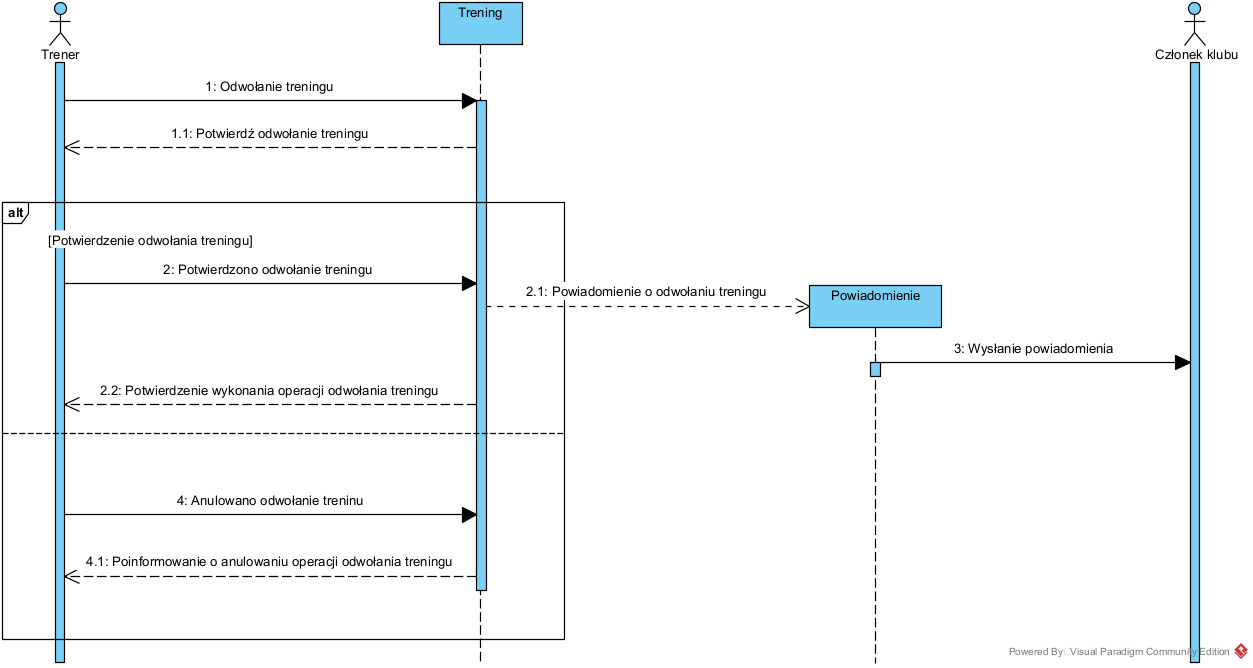 Trener
Trening
Członek klubu
1: Odwołanie treningu
1.1: Potwierdź odwołanie treningu
alt
[Potwierdzenie odwołania treningu]
2: Potwierdzono odwołanie treningu
2.1: Powiadomienie o odwołaniu treningu
Powiadomienie
3: Wysłanie powiadomienia
2.2: Potwierdzenie wykonania operacji odwołania treningu
4: Anulowano odwołanie treninu
4.1: Poinformowanie o anulowaniu operacji odwołania treningu
Powered By Visual Paradigm Community Edition